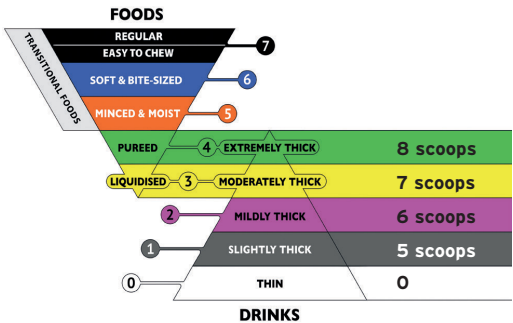 FOODS
TRANSITIONAL FOODS
REGULAR
EASY TO CHEW
7
SOFT & BITE-SIZED
6
MINCED & MOIST
5
PUREED 4 EXTREMELY THICK 8 scoops
LIQUIDISED 3 MODERATELY THICK 7 scoops
2 MILDLY THICK 6 scoops
1 SLIGHTLY THICK 5 scoops
0 THIN 0
DRINKS